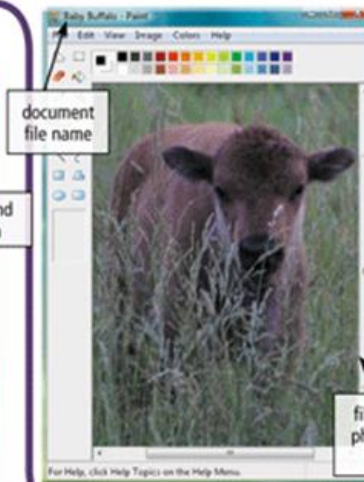 Baby Buffalo - Paint
Edit View Image Colors Help
document
file name
For Help, click Help Topics on the Help Menu.